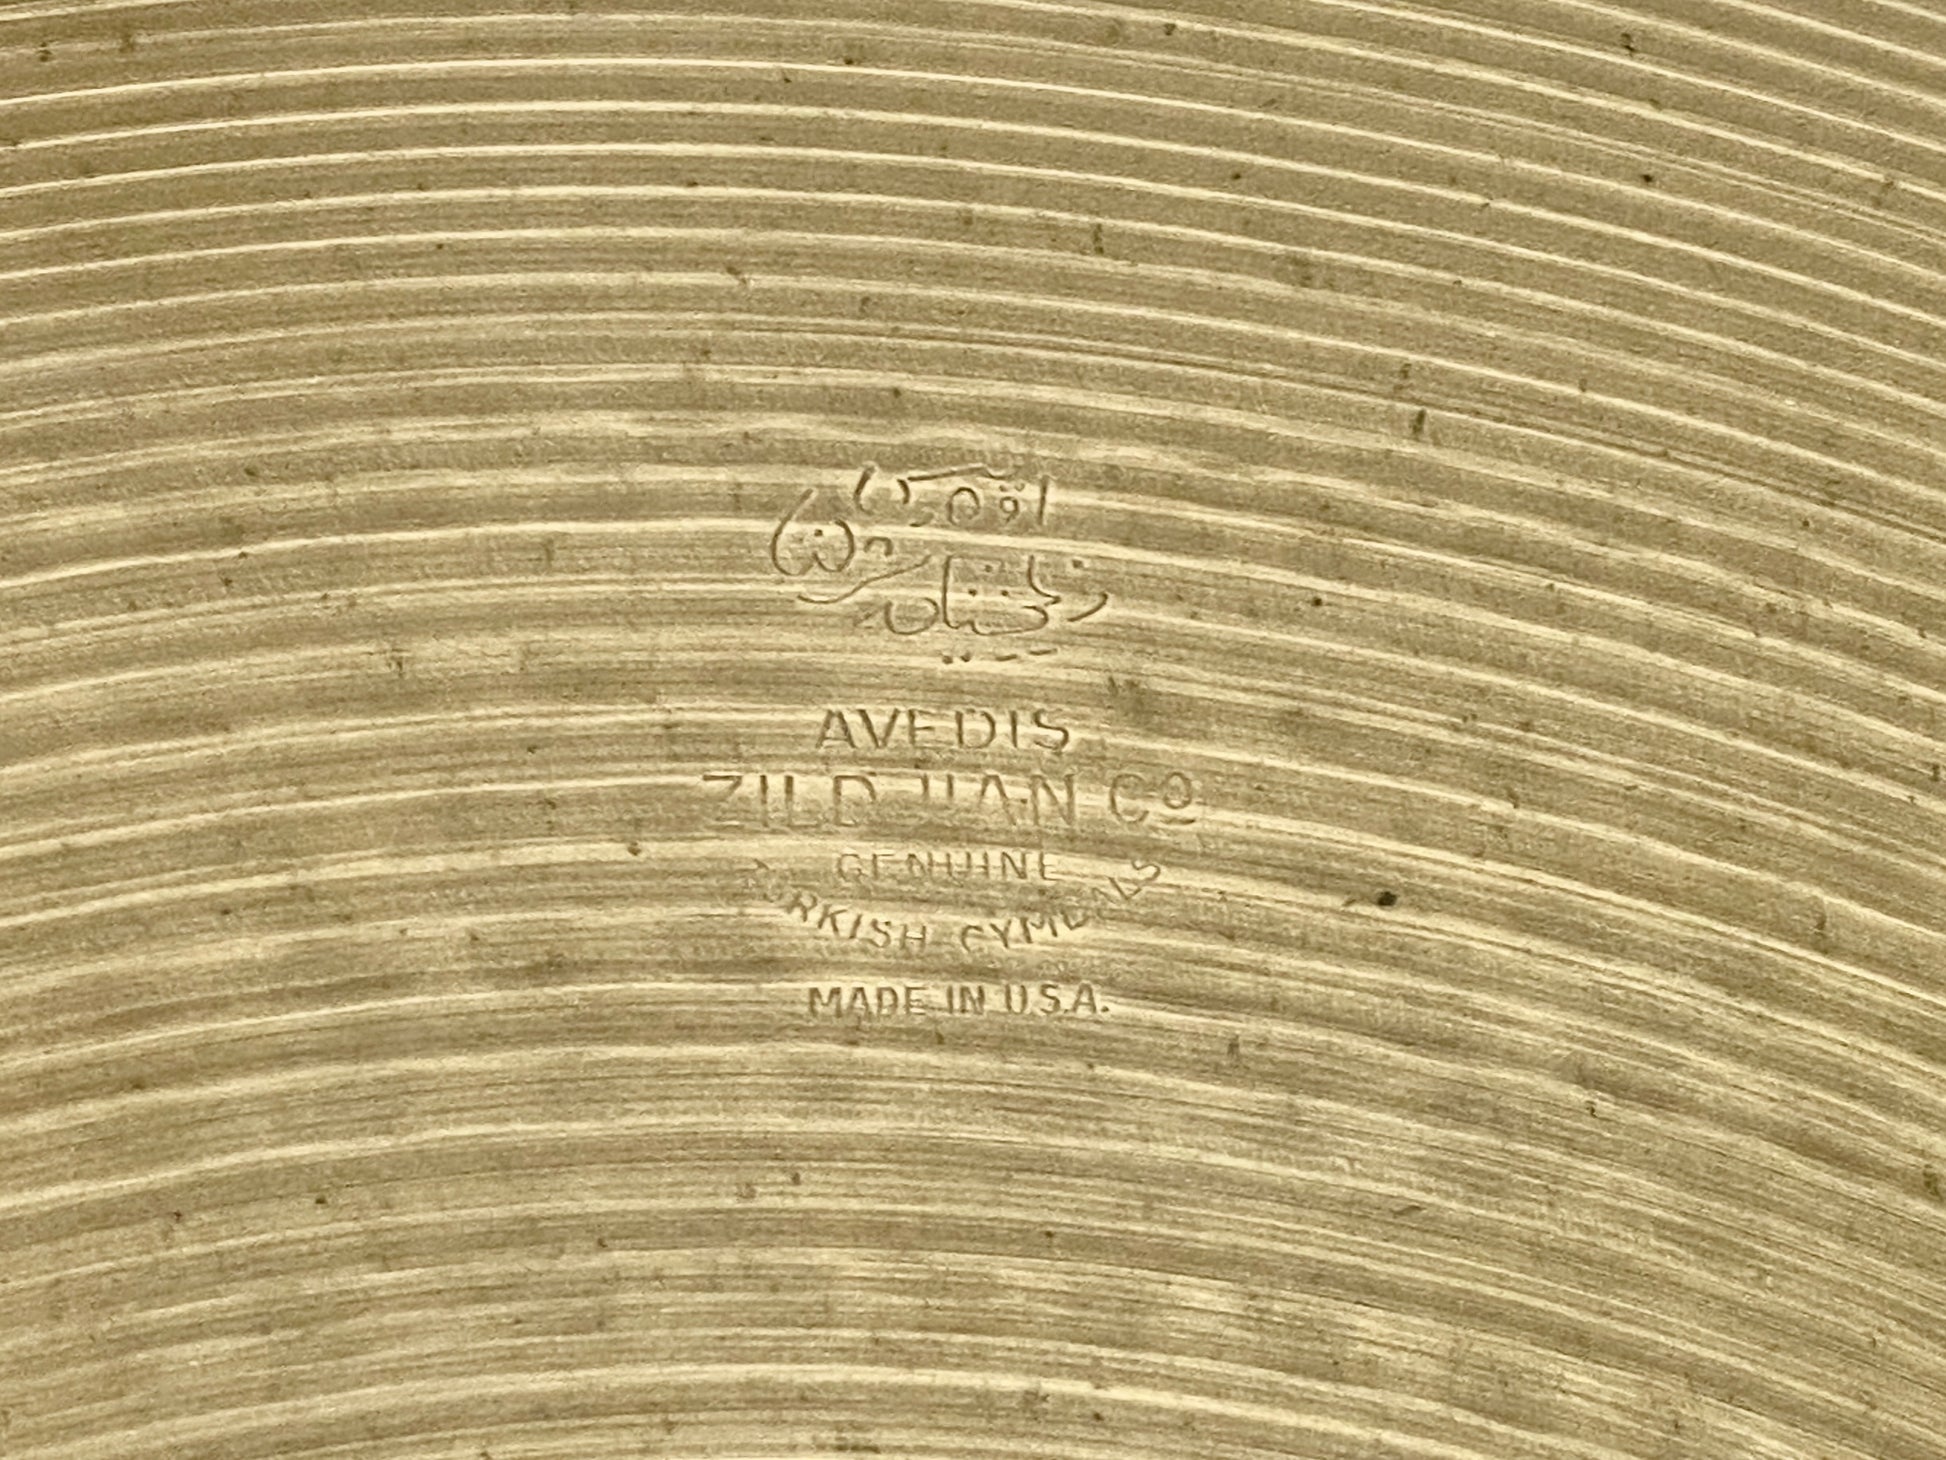 AVEDIS
ZILDJIAN Cº
GENUINE
TURKISH CYMBALS
MADE IN U.S.A.